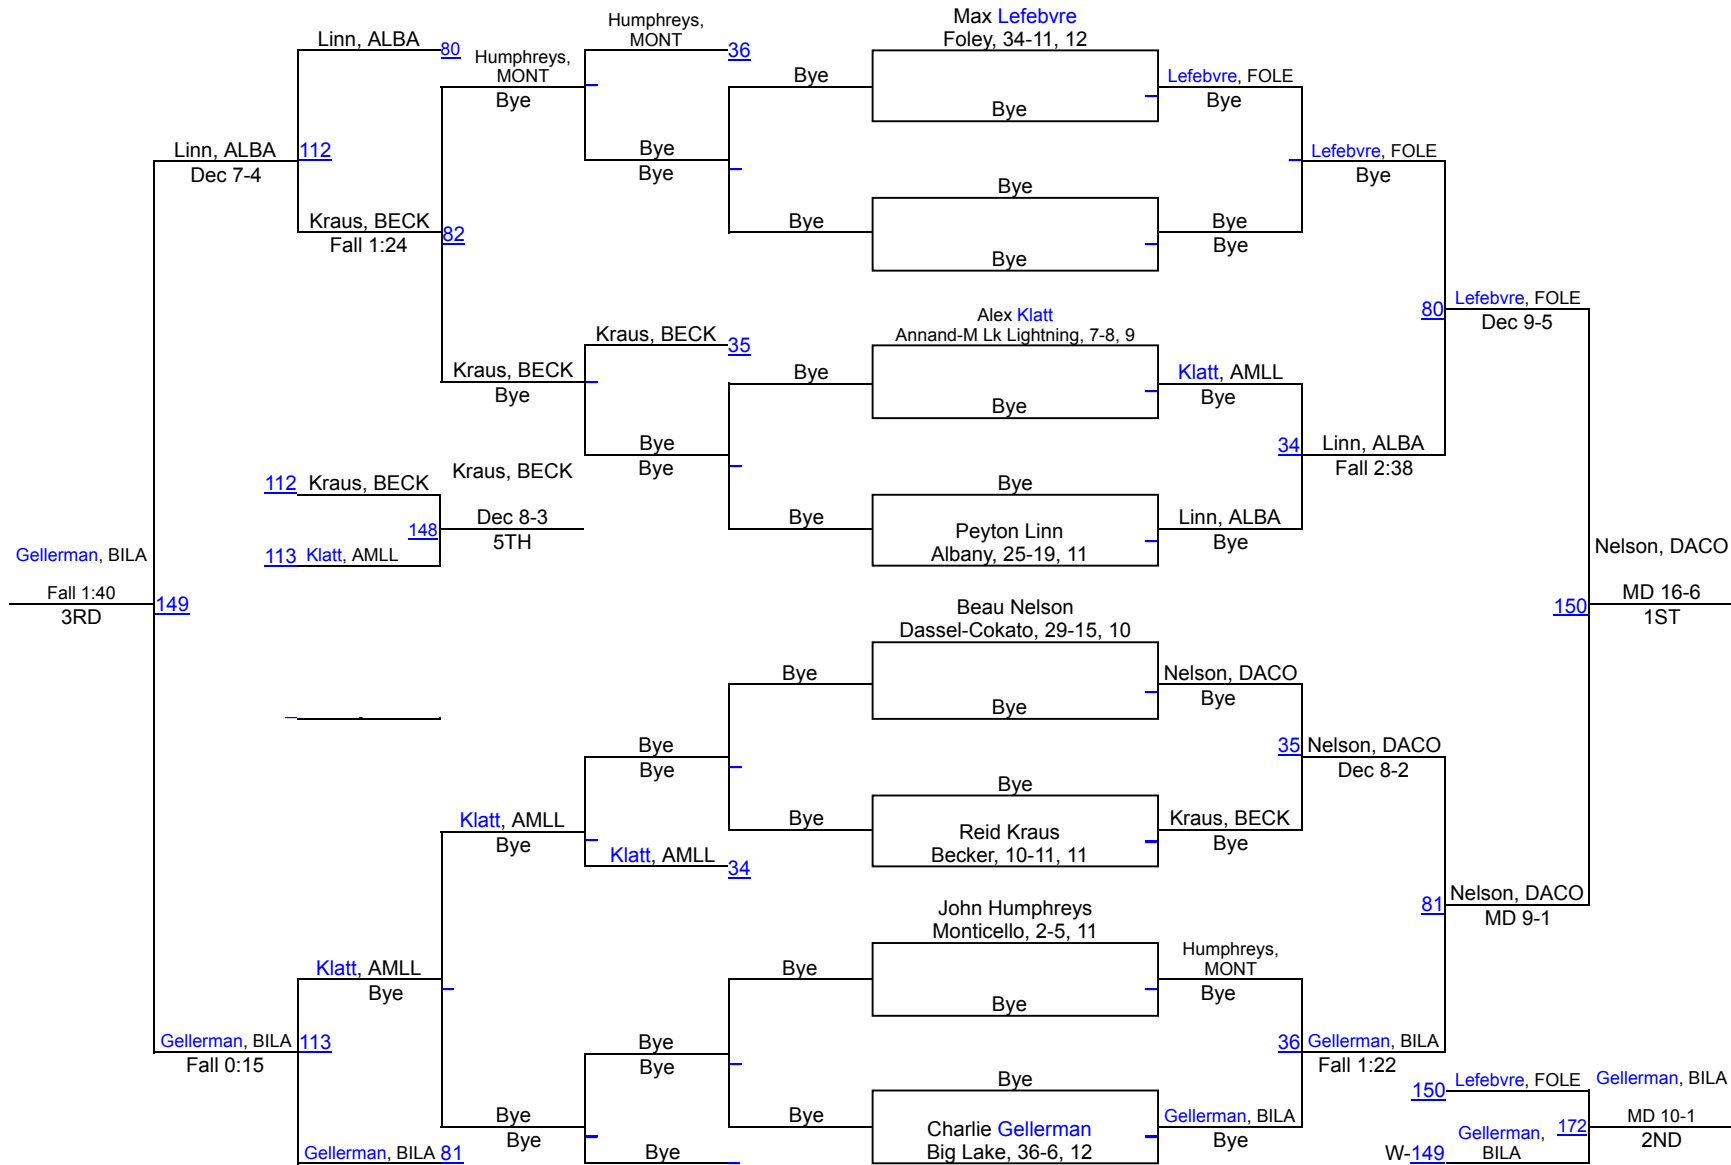 Linn, ALBA
80
Humphreys,
MONT
Bye
Humphreys,
MONT
36
Max Lefebvre
Foley, 34-11, 12
Bye
Bye
Lefebvre, FOLE
Bye
Linn, ALBA
Dec 7-4
112
Bye
Bye
Lefebvre, FOLE
Bye
Kraus, BECK
Fall 1:24
82
Bye
Bye
Bye
Bye
Bye
Kraus, BECK
35
Alex Klatt
Annand-M Lk Lightning, 7-8, 9
80
Lefebvre, FOLE
Dec 9-5
Kraus, BECK
Bye
Bye
Bye
Klatt, AMLL
Bye
Bye
Bye
34
Linn, ALBA
Fall 2:38
112
Kraus, BECK
Kraus, BECK
148
Dec 8-3
5TH
113
Klatt, AMLL
Bye
Bye
Peyton Linn
Albany, 25-19, 11
Linn, ALBA
Bye
Gellerman, BILA
Fall 1:40
3RD
149
Nelson, DACO
150
MD 16-6
1ST
Beau Nelson
Dassel-Cokato, 29-15, 10
Bye
Bye
Nelson, DACO
Bye
Bye
Bye
35
Nelson, DACO
Dec 8-2
Klatt, AMLL
Bye
Klatt, AMLL
34
Bye
Bye
Reid Kraus
Becker, 10-11, 11
Kraus, BECK
Bye
81
Nelson, DACO
MD 9-1
John Humphreys
Monticello, 2-5, 11
Klatt, AMLL
Bye
Bye
Bye
Humphreys,
MONT
Bye
Gellerman, BILA
Fall 0:15
113
Bye
Bye
36
Gellerman, BILA
Fall 1:22
Bye
Bye
Gellerman, BILA
81
Bye
Bye
Bye
Charlie Gellerman
Big Lake, 36-6, 12
Gellerman, BILA
Bye
150
Lefebvre, FOLE
Gellerman, BILA
172
MD 10-1
2ND
W-149
Gellerman,
BILA